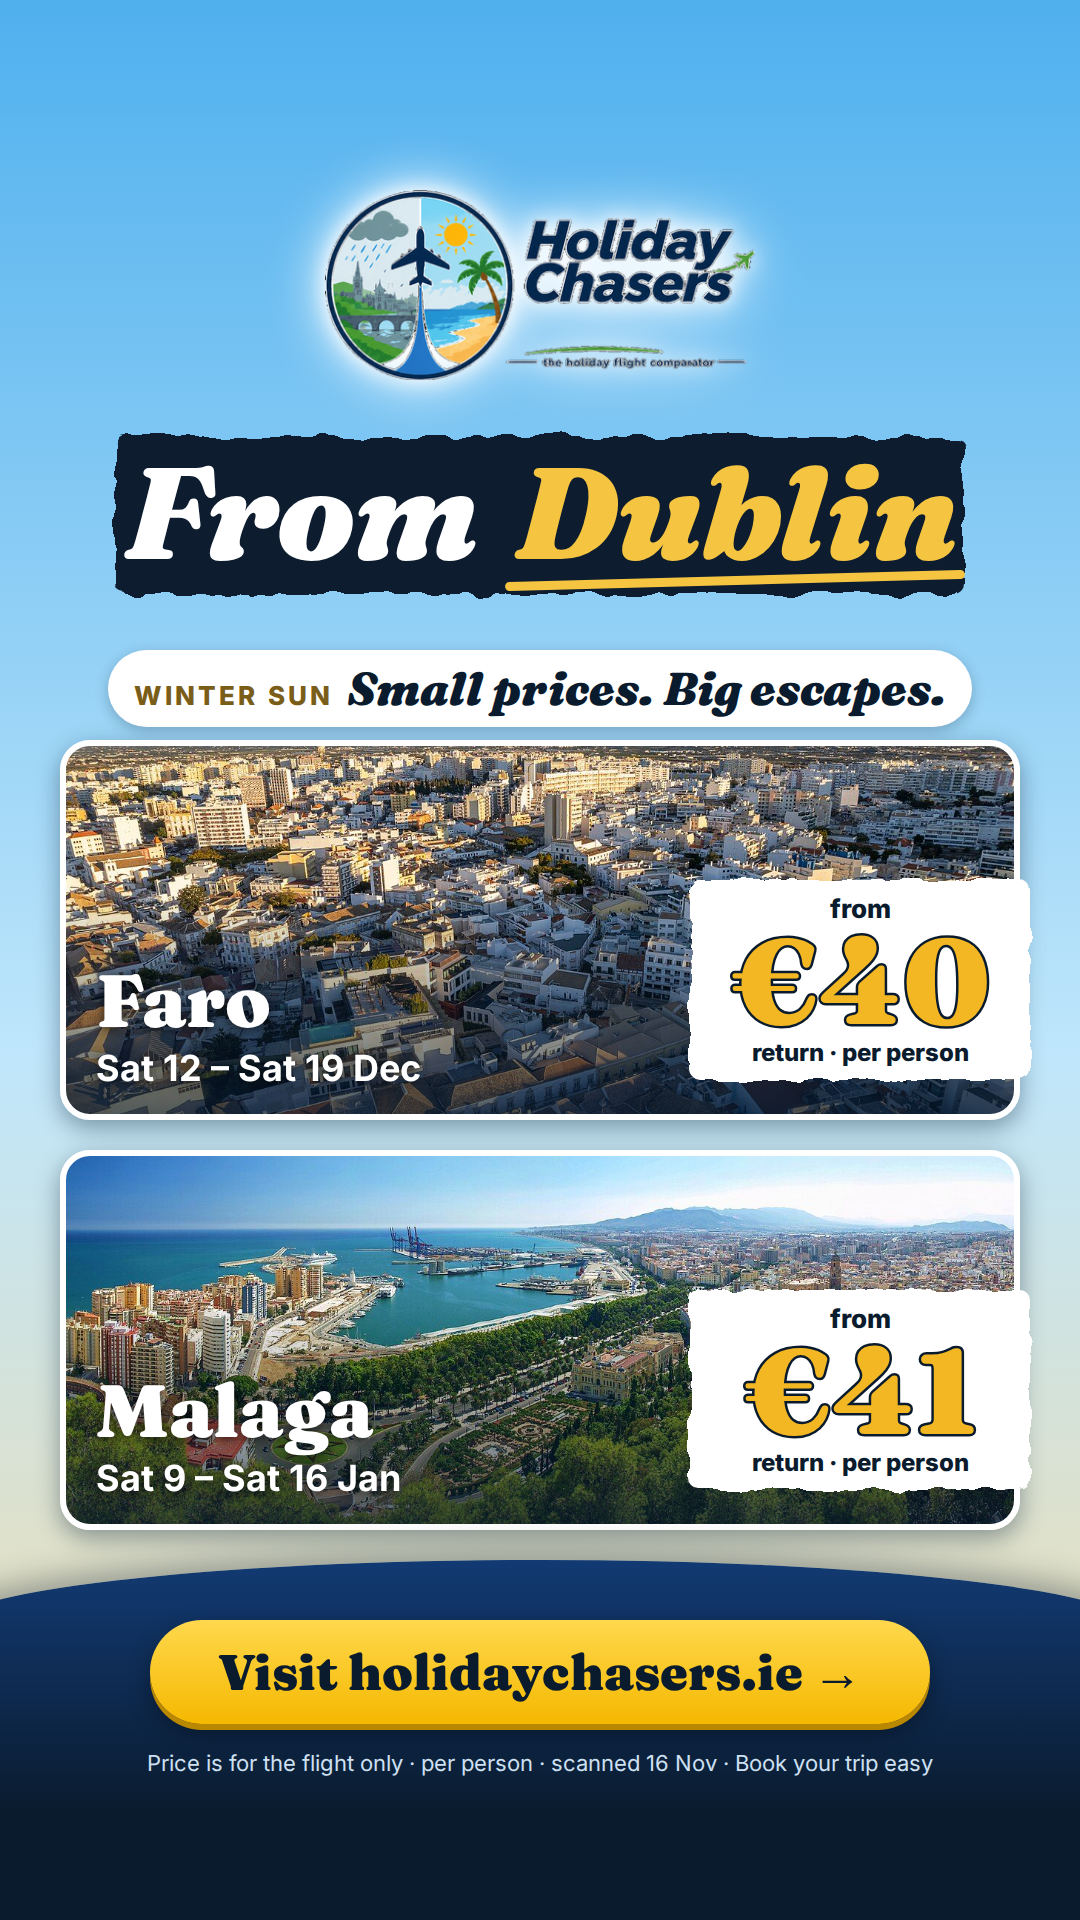 Holiday
Chasers
the holiday flight comparator
From Dublin
WINTER SUN Small prices. Big escapes.
from
€40
return · per person
Faro
Sat 12 – Sat 19 Dec
from
€41
return · per person
Malaga
Sat 9 – Sat 16 Jan
Visit holidaychasers.ie →
Price is for the flight only · per person · scanned 16 Nov · Book your trip easy